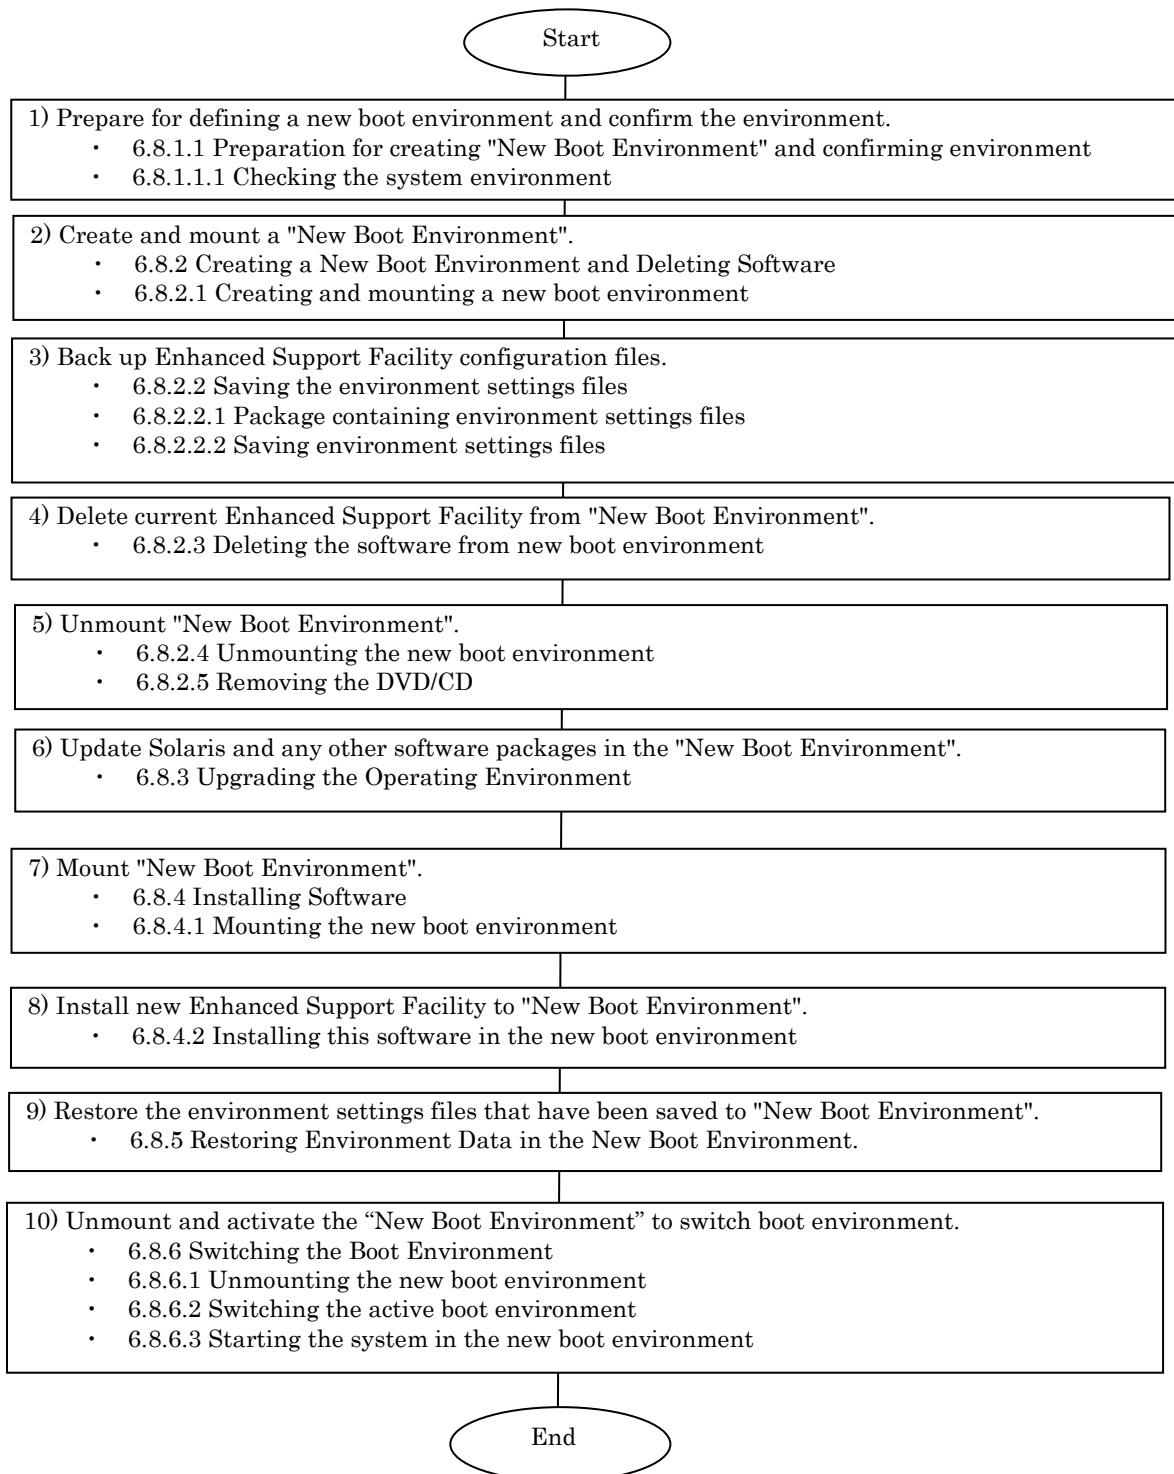 Start
1) Prepare for defining a new boot environment and confirm the environment.
・ 6.8.1.1 Preparation for creating "New Boot Environment" and confirming environment
・ 6.8.1.1.1 Checking the system environment
2) Create and mount a "New Boot Environment".
・ 6.8.2 Creating a New Boot Environment and Deleting Software
・ 6.8.2.1 Creating and mounting a new boot environment
3) Back up Enhanced Support Facility configuration files.
・ 6.8.2.2 Saving the environment settings files
・ 6.8.2.2.1 Package containing environment settings files
・ 6.8.2.2.2 Saving environment settings files
4) Delete current Enhanced Support Facility from "New Boot Environment".
・ 6.8.2.3 Deleting the software from new boot environment
5) Unmount "New Boot Environment".
・ 6.8.2.4 Unmounting the new boot environment
・ 6.8.2.5 Removing the DVD/CD
6) Update Solaris and any other software packages in the "New Boot Environment".
・ 6.8.3 Upgrading the Operating Environment
7) Mount "New Boot Environment".
・ 6.8.4 Installing Software
・ 6.8.4.1 Mounting the new boot environment
8) Install new Enhanced Support Facility to "New Boot Environment".
・ 6.8.4.2 Installing this software in the new boot environment
9) Restore the environment settings files that have been saved to "New Boot Environment".
・ 6.8.5 Restoring Environment Data in the New Boot Environment.
10) Unmount and activate the “New Boot Environment” to switch boot environment.
・ 6.8.6 Switching the Boot Environment
・ 6.8.6.1 Unmounting the new boot environment
・ 6.8.6.2 Switching the active boot environment
・ 6.8.6.3 Starting the system in the new boot environment
End